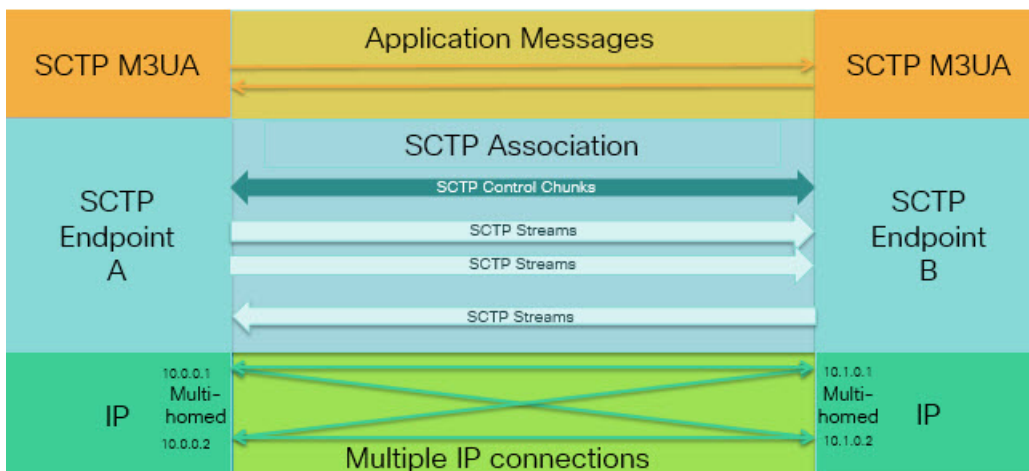 Application Messages
SCTP M3UA
SCTP M3UA
SCTP Association
SCTP Control Chunks
SCTP
Endpoint
A
SCTP Streams
SCTP Streams
SCTP Streams
SCTP
Endpoint
B
10.0.0.1
Multi-
homed
IP
10.0.0.2
10.1.0.1
Multi-
homed
IP
10.1.0.2
Multiple IP connections